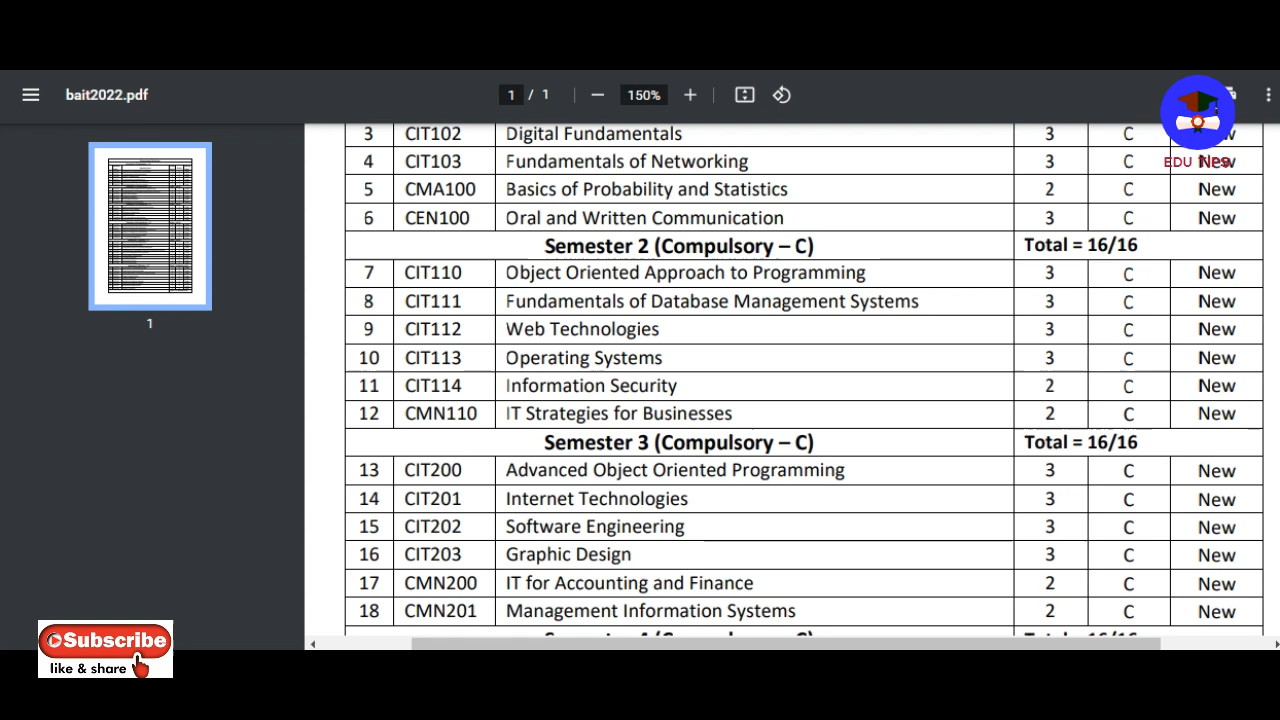 bait2022.pdf 1 / 1 150%
3 CIT102 Digital Fundamentals 3 C
4 CIT103 Fundamentals of Networking 3 C New
EDU TIPS
5 CMA100 Basics of Probability and Statistics 2 C New
6 CEN100 Oral and Written Communication 3 C New
Semester 2 (Compulsory – C) Total = 16/16
7 CIT110 Object Oriented Approach to Programming 3 C New
8 CIT111 Fundamentals of Database Management Systems 3 C New
9 CIT112 Web Technologies 3 C New
10 CIT113 Operating Systems 3 C New
11 CIT114 Information Security 2 C New
12 CMN110 IT Strategies for Businesses 2 C New
Semester 3 (Compulsory – C) Total = 16/16
13 CIT200 Advanced Object Oriented Programming 3 C New
14 CIT201 Internet Technologies 3 C New
15 CIT202 Software Engineering 3 C New
16 CIT203 Graphic Design 3 C New
17 CMN200 IT for Accounting and Finance 2 C New
18 CMN201 Management Information Systems 2 C New
1
Subscribe
like & share